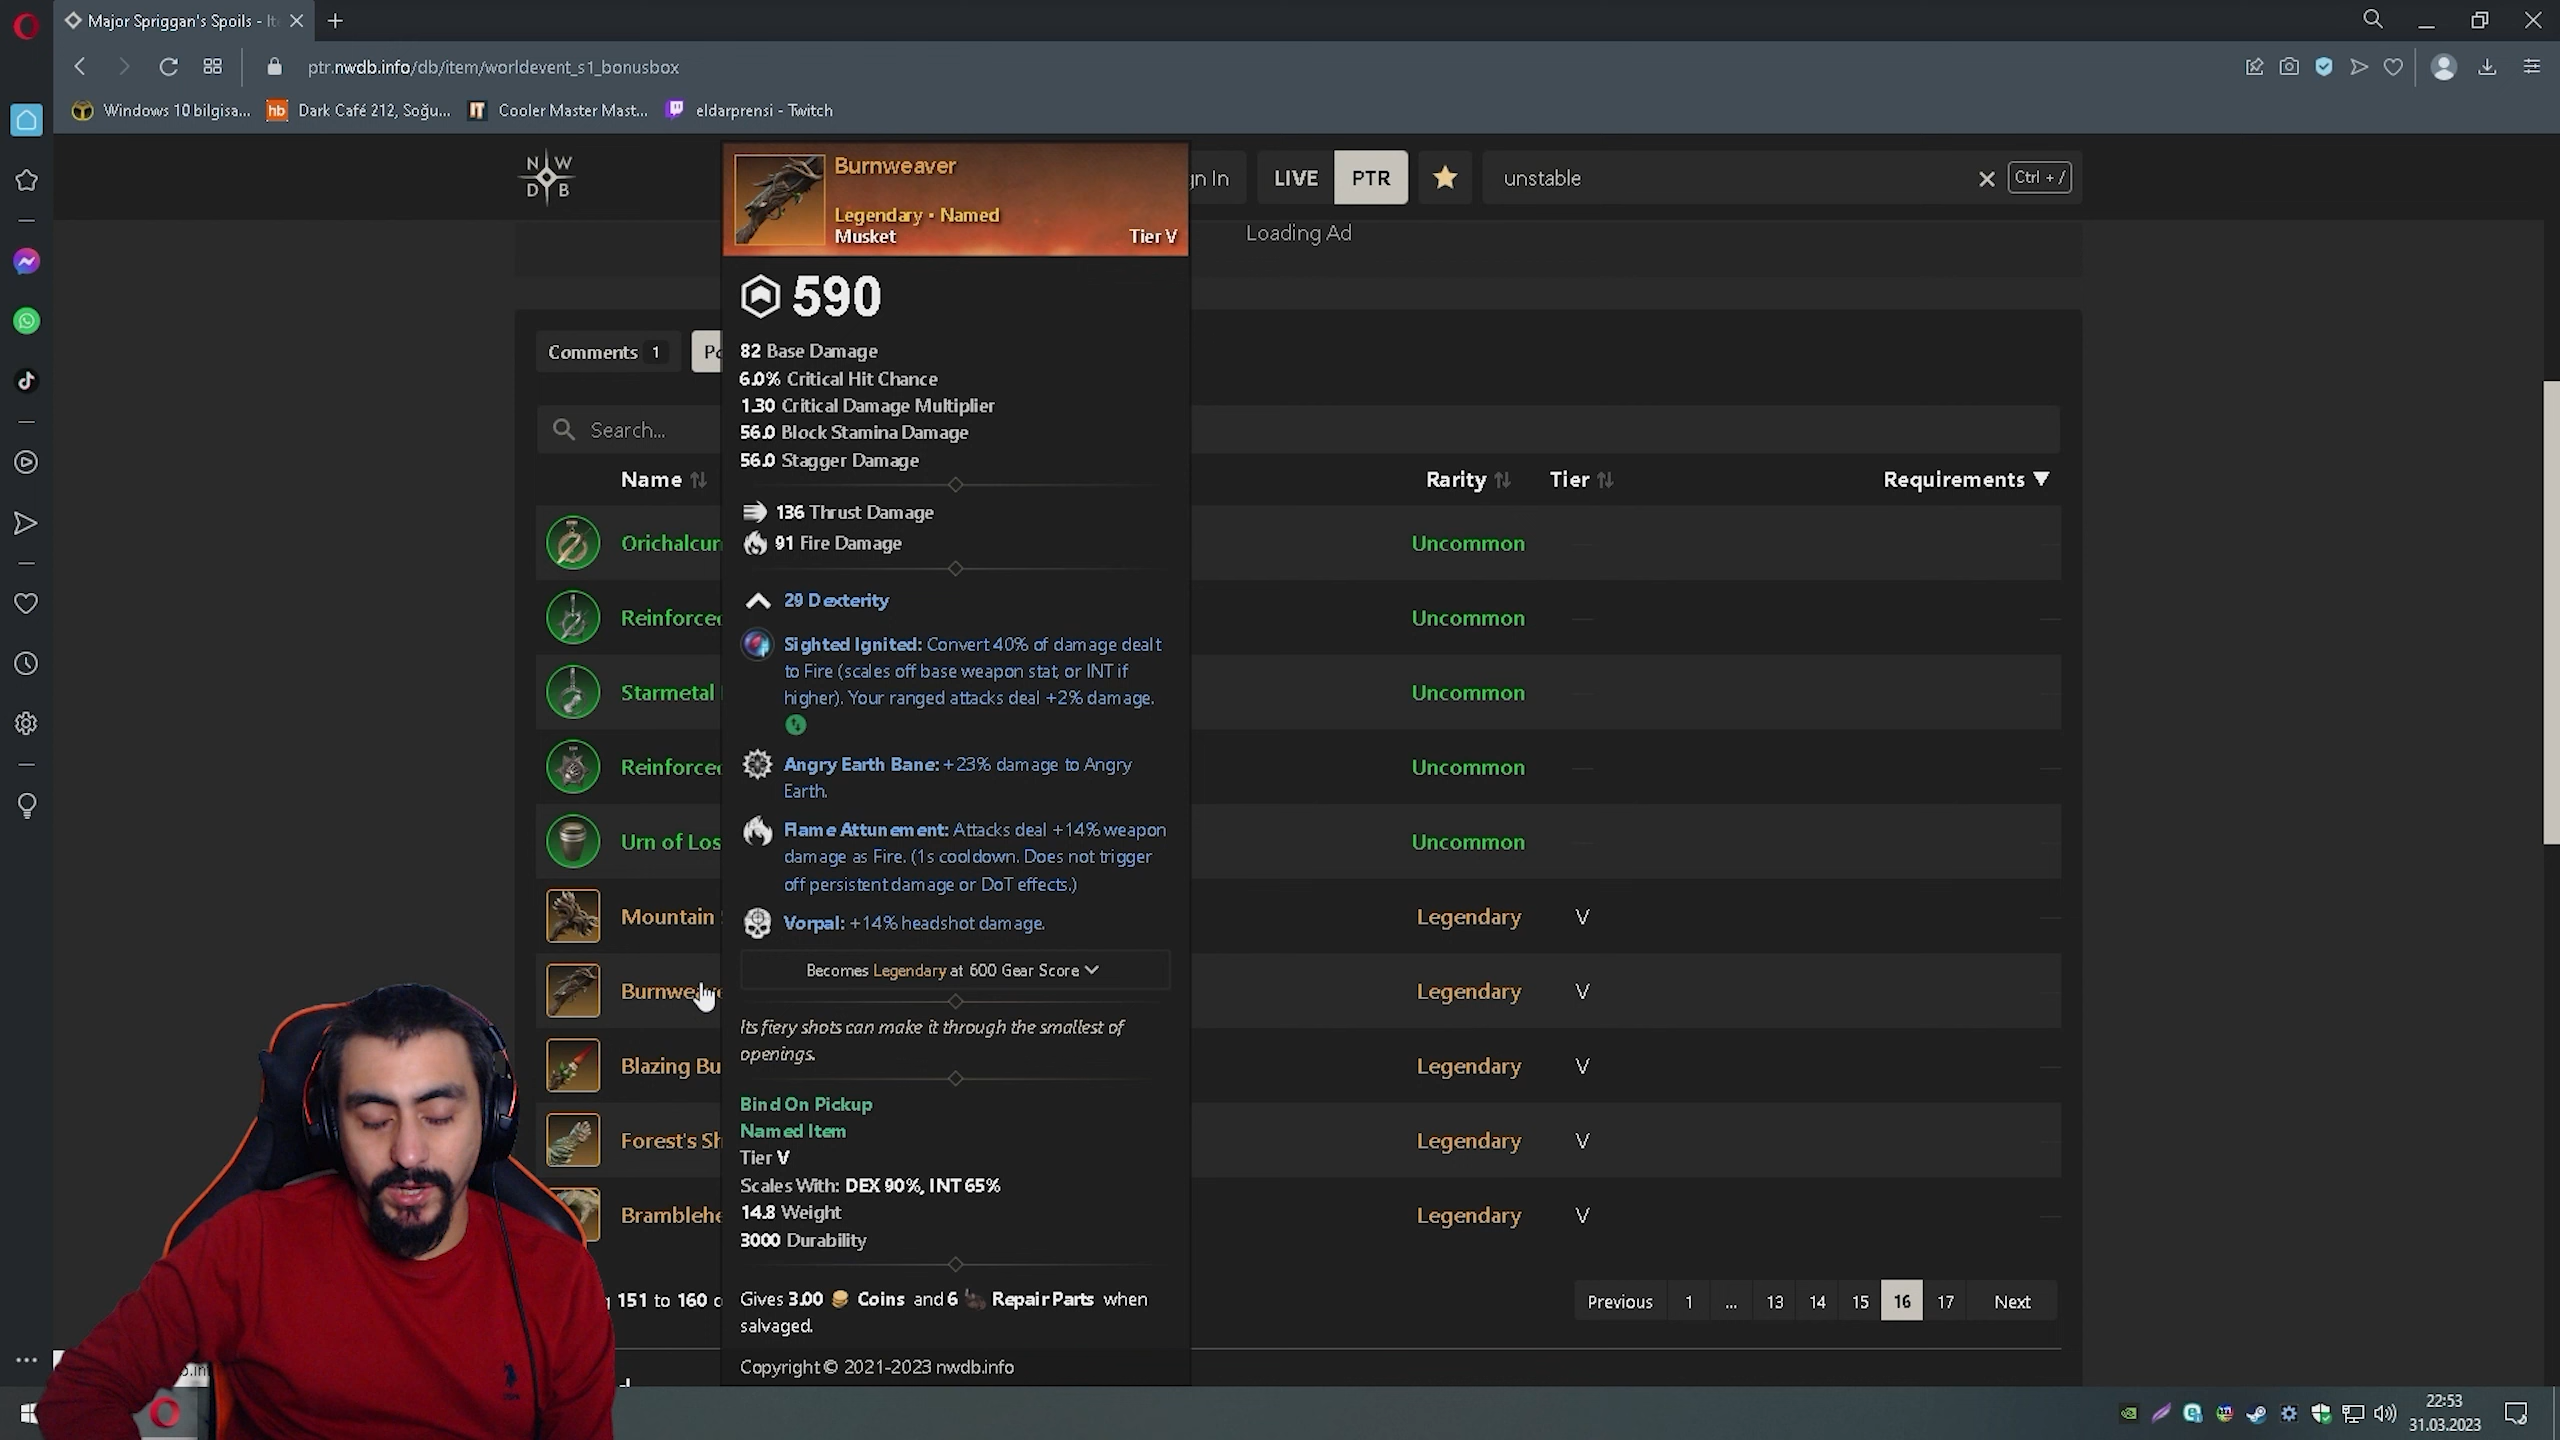 Major Spriggan's Spoils - It
ptr.nwdb.info/db/item/worldevent_s1_bonusbox
Windows 10 bilgisa...
hb
Dark Café 212, Soğu...
IT
Cooler Master Mast...
eldarprensi - Twitch
N W
D B
Burnweaver
Legendary • Named
Musket
Tier V
gn In
LIVE
PTR
unstable
Ctrl + /
Loading Ad
590
Comments 1
82 Base Damage
6.0% Critical Hit Chance
1.30 Critical Damage Multiplier
56.0 Block Stamina Damage
56.0 Stagger Damage
Search...
Name
Rarity
Tier
Requirements
136 Thrust Damage
91 Fire Damage
29 Dexterity
Sighted Ignited: Convert 40% of damage dealt
to Fire (scales off base weapon stat, or INT if
higher). Your ranged attacks deal +2% damage.
Angry Earth Bane: +23% damage to Angry
Earth.
Flame Attunement: Attacks deal +14% weapon
damage as Fire. (1s cooldown. Does not trigger
off persistent damage or DoT effects.)
Vorpal: +14% headshot damage.
Becomes Legendary at 600 Gear Score
Its fiery shots can make it through the smallest of
openings.
Bind On Pickup
Named Item
Tier V
Scales With: DEX 90%, INT 65%
14.8 Weight
3000 Durability
Gives 3.00 Coins and 6 Repair Parts when
salvaged.
Copyright © 2021-2023 nwdb.info
Orichalcum
Uncommon
Reinforced
Uncommon
Starmetal
Uncommon
Reinforced
Uncommon
Urn of Los
Uncommon
Mountain
Legendary
V
Burnweave
Legendary
V
Blazing Bu
Legendary
V
Forest's Sh
Legendary
V
Bramblehe
Legendary
V
151 to 160
Previous
1
...
13
14
15
16
17
Next
22:53
31.03.2023